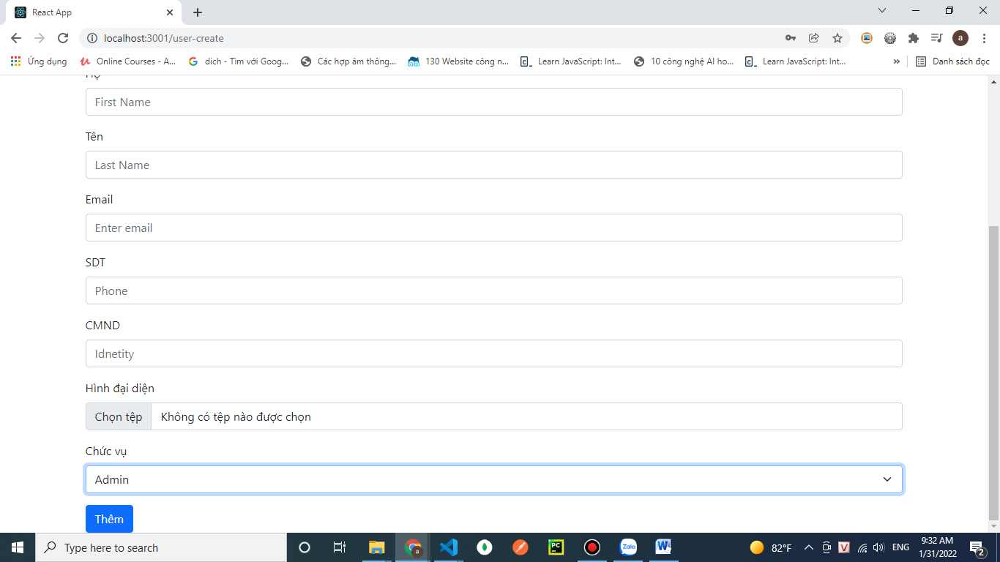 React App
localhost:3001/user-create
a
Ứng dụng
Online Courses - A...
dich - Tìm với Goog...
Các hợp âm thông...
130 Website công n...
Learn JavaScript: Int...
10 công nghệ AI ho...
Learn JavaScript: Int...
»
Danh sách đọc
Họ
First Name
Tên
Last Name
Email
Enter email
SDT
Phone
CMND
Idnetity
Hình đại diện
Chọn tệp Không có tệp nào được chọn
Chức vụ
Admin
Thêm
Type here to search
a
PC
Zalo
W
82°F
V
ENG
9:32 AM
1/31/2022
2